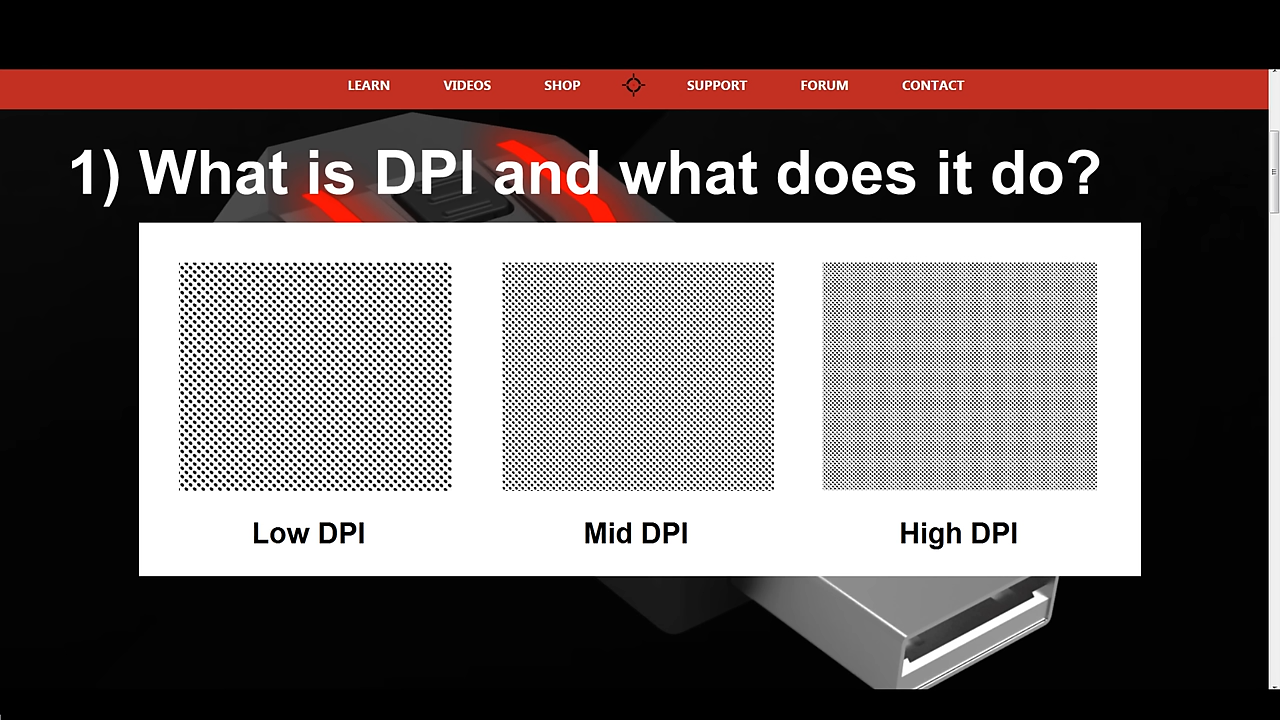 LEARN VIDEOS SHOP SUPPORT FORUM CONTACT
1) What is DPI and what does it do?
Low DPI Mid DPI High DPI